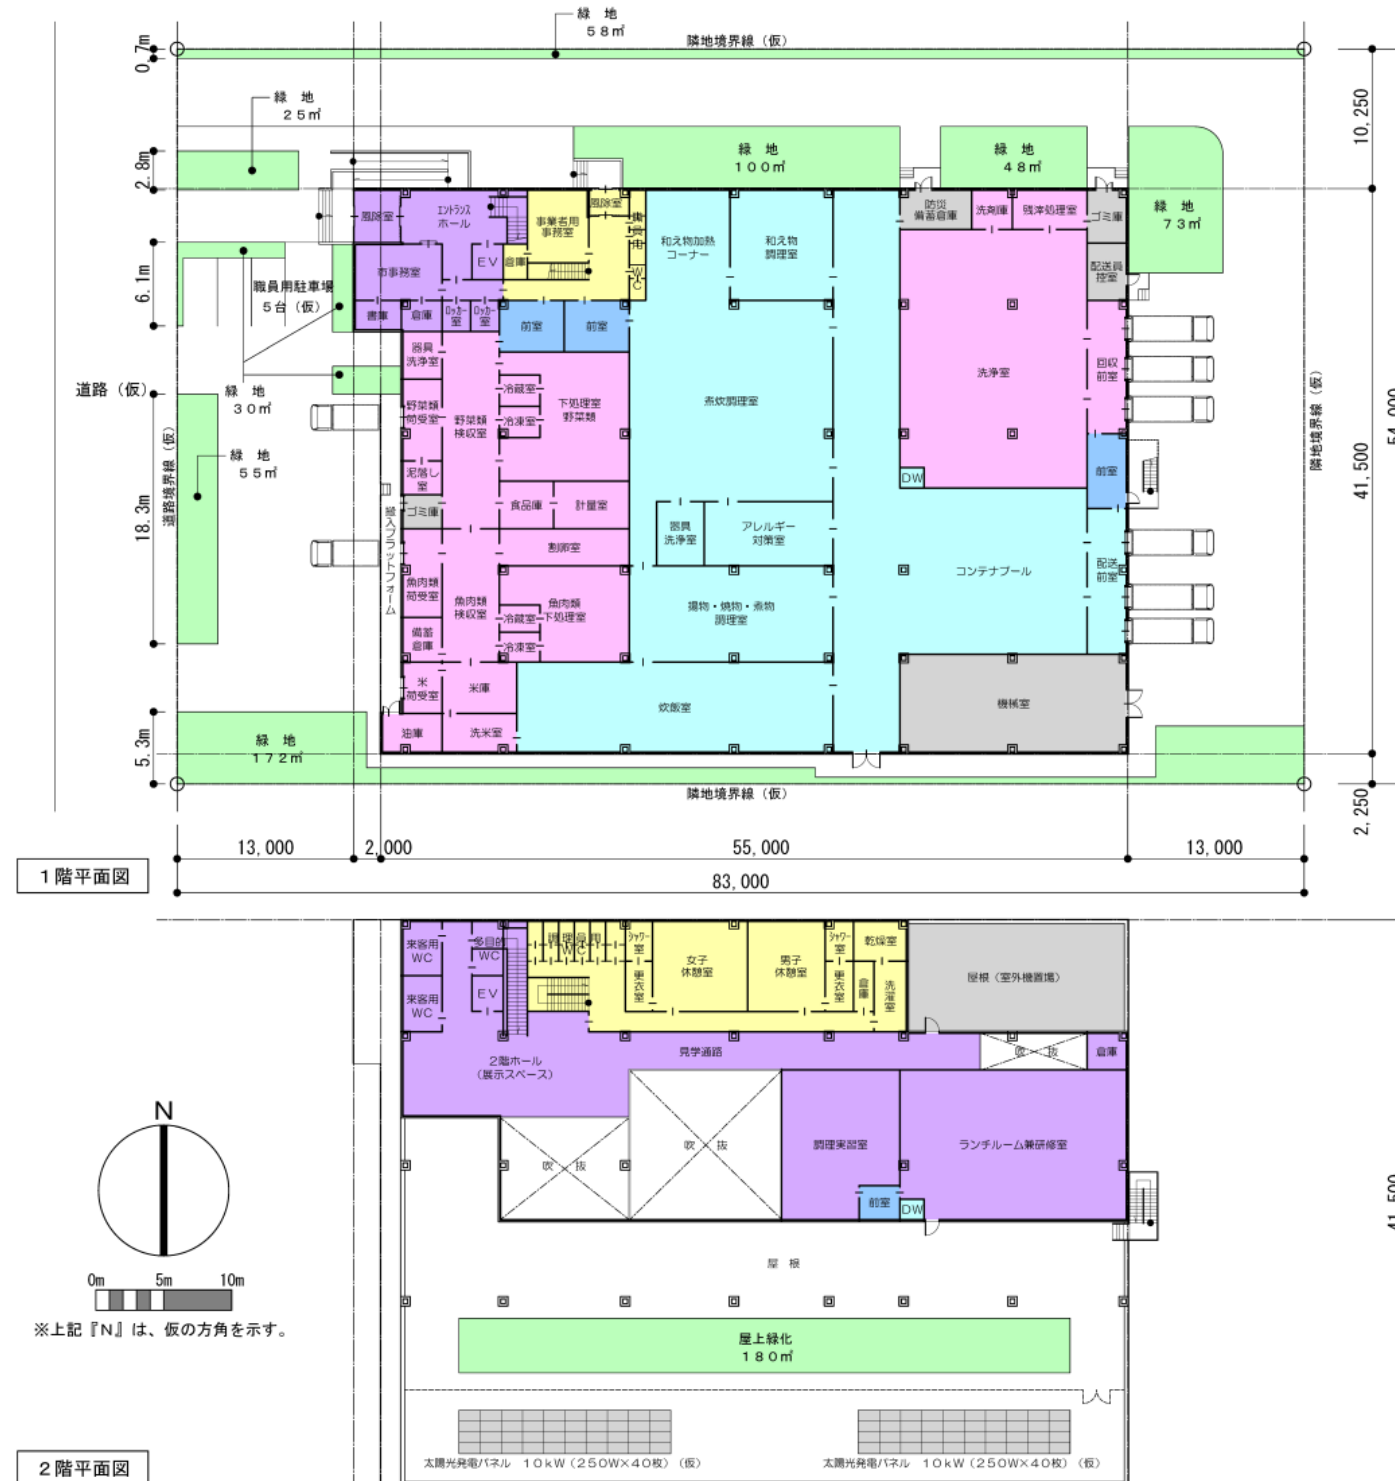 緑 地
58㎡
隣地境界線（仮）
0.7m
緑 地
25㎡
2.8m
10,250
緑 地
100㎡
緑 地
48㎡
緑 地
73㎡
風除室
ｴﾝﾄﾗﾝｽ
ホール
事業者用
事務室
風除室
和え物加熱
コーナー
和え物
調理室
防災
備蓄倉庫
洗剤庫
残滓処理室
ゴミ庫
EV
倉庫
WC
配送員
控室
6.1m
市事務室
職員用駐車場
5台（仮）
書庫
倉庫
ﾛｯｶｰ
室
ﾛｯｶｰ
室
前室
前室
器具
洗浄室
道路（仮）
緑 地
30㎡
野菜類
荷受室
野菜類
検収室
冷蔵室
冷凍室
下処理室
野菜類
煮炊調理室
洗浄室
回収
前室
隣地境界線（仮）
54,000
41,500
緑 地
55㎡
道路境界線（仮）
18.3m
泥落し
室
前室
DW
ゴミ庫
食品庫
計量室
器具
洗浄室
アレルギー
対策室
搬入プラットフォーム
割卵室
魚肉類
荷受室
魚肉類
検収室
冷蔵室
冷凍室
魚肉類
下処理室
揚物・焼物・煮物
調理室
コンテナプール
配送
前室
備蓄
倉庫
米
荷受室
米庫
炊飯室
機械室
油庫
洗米室
5.3m
緑 地
172㎡
隣地境界線（仮）
2,250
13,000
2,000
55,000
13,000
83,000
1階平面図
来客用
WC
多目的
WC
調理員用
WC
ｼｬﾜｰ
室
女子
休憩室
男子
休憩室
ｼｬﾜｰ
室
乾燥室
来客用
WC
EV
更衣室
更衣室
倉庫
洗濯室
屋根（室外機置場）
2階ホール
（展示スペース）
見学通路
吹 抜
倉庫
N
吹 抜
吹 抜
調理実習室
ランチルーム兼研修室
前室
DW
41,500
0m
5m
10m
※上記『N』は、仮の方角を示す。
屋 根
屋上緑化
180㎡
太陽光発電パネル 10kW（250W×40枚）（仮）
太陽光発電パネル 10kW（250W×40枚）（仮）
2階平面図